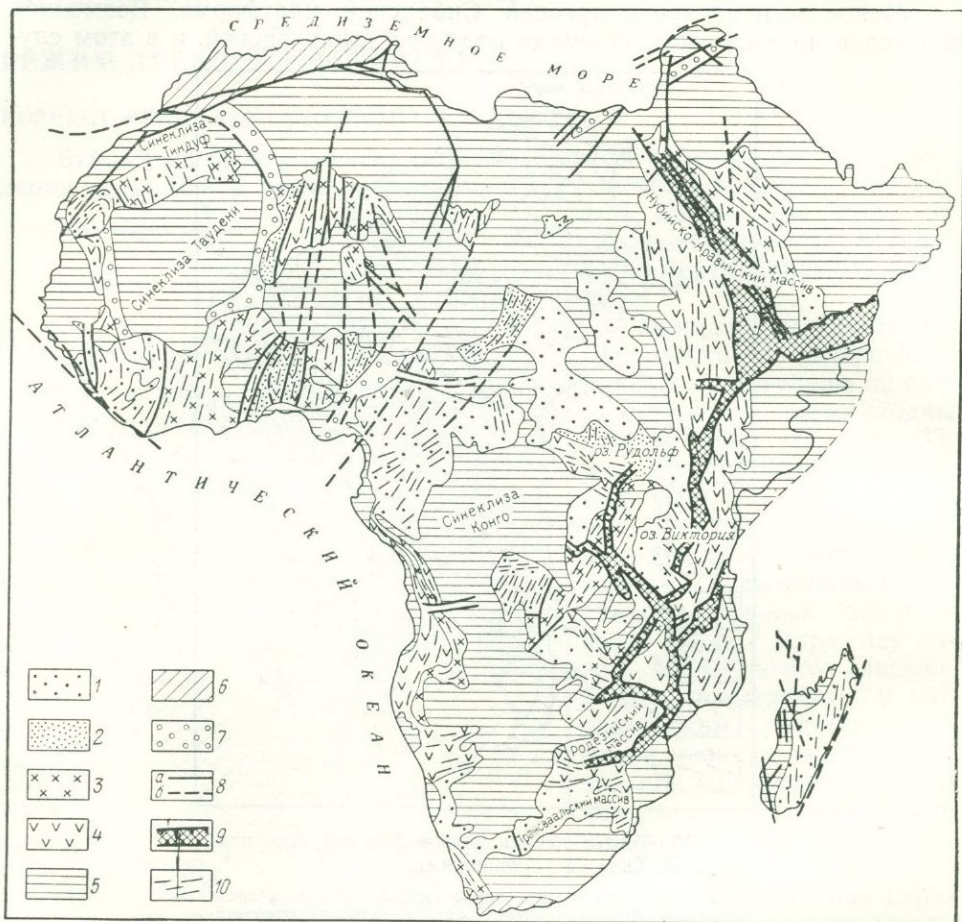 СРЕДИЗЕМНОЕ МОРЕ
Синеклиза
Тиндуф
Синеклиза Таудени
Нубийско-Аравийский массив
АТЛАНТИЧЕСКИЙ ОКЕАН
оз. Рудольф
Синеклиза
Конго
оз. Виктория
Родезийский
массив
Трансваальский массив
1
2
3
4
5
6
7
а
б
8
9
10